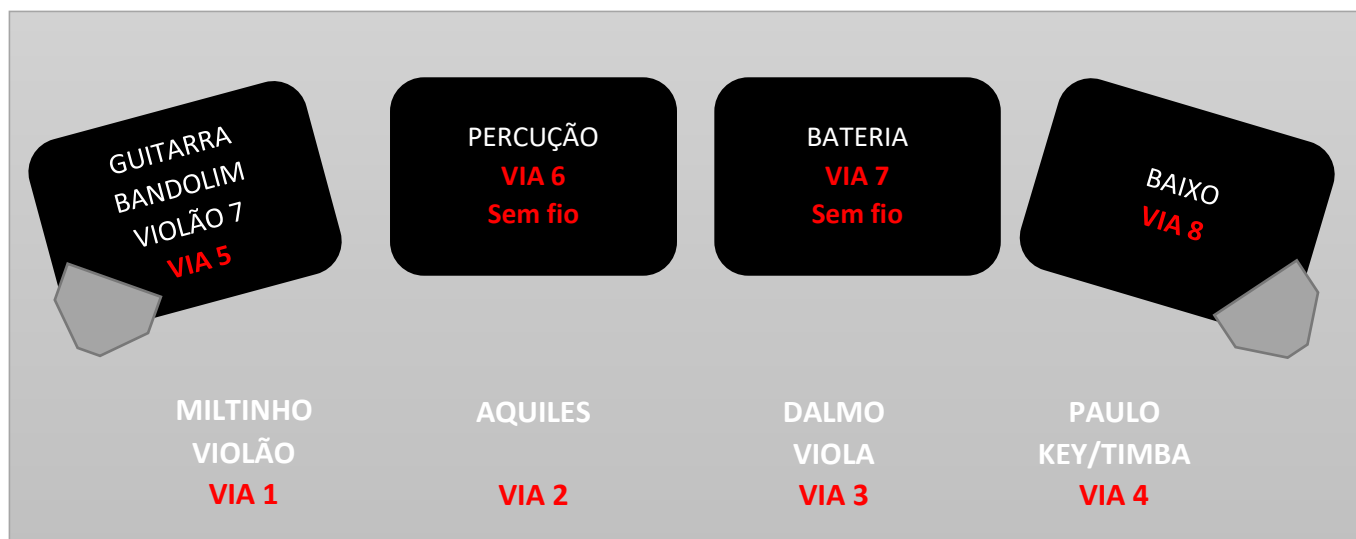 GUITARRA
BANDOLIM
VIOLÃO 7
VIA 5
PERCUÇÃO
VIA 6
Sem fio
BATERIA
VIA 7
Sem fio
BAIXO
VIA 8
MILTINHO
VIOLÃO
VIA 1
AQUILES
VIA 2
DALMO
VIOLA
VIA 3
PAULO
KEY/TIMBA
VIA 4